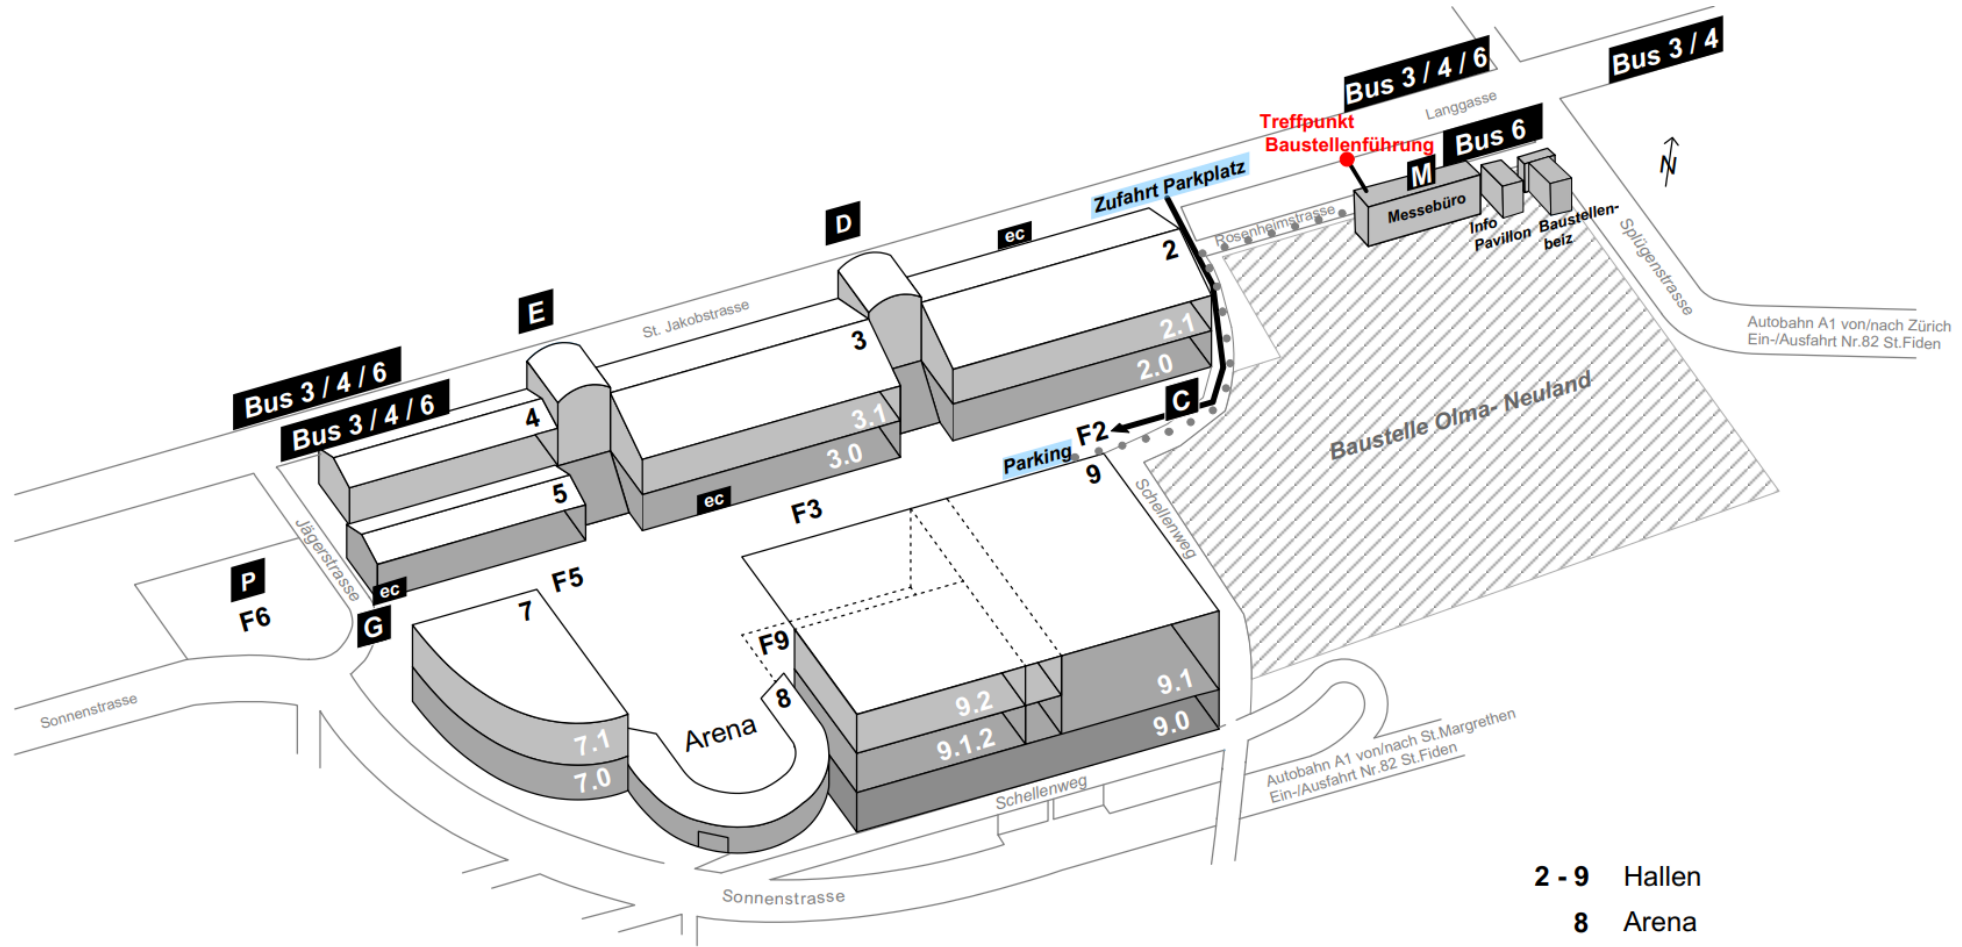 Bus 3 / 4
Bus 3 / 4 / 6
Langgasse
Treffpunkt
Baustellenführung
Bus 6
N
M
Messebüro
Info
Pavillon
Baustellen-
beiz
Zufahrt Parkplatz
Rosenheimstrasse
Splügenstrasse
D
ec
2
2.1
2.0
E
St. Jakobstrasse
3
3.1
3.0
ec
Autobahn A1 von/nach Zürich
Ein-/Ausfahrt Nr.82 St.Fiden
Bus 3 / 4 / 6
Bus 3 / 4 / 6
4
5
C
F2
Parking
9
Baustelle Olma- Neuland
F3
Schellenweg
Jägerstrasse
P
F6
ec
G
F5
7
7.1
7.0
F9
8
Arena
9.2
9.1
9.1.2
9.0
Sonnenstrasse
Schellenweg
Autobahn A1 von/nach St.Margrethen
Ein-/Ausfahrt Nr.82 St.Fiden
Sonnenstrasse
2 - 9 Hallen
8 Arena